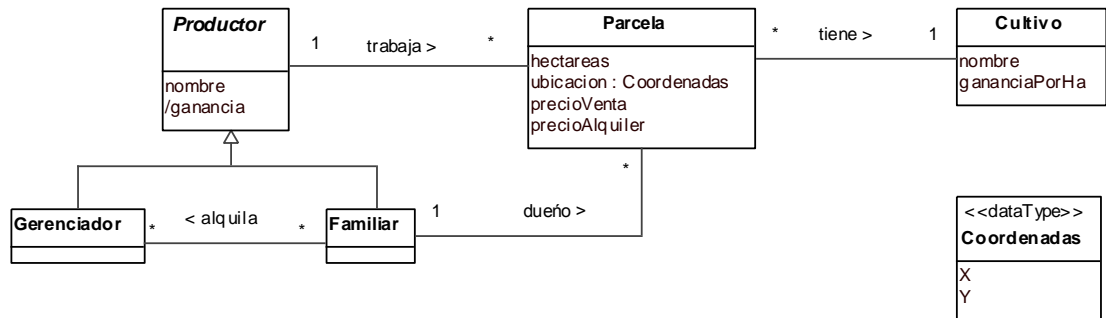 Productor
nombre
/ganancia
1 trabaja > *
Parcela
hectareas
ubicacion : Coordenadas
precioVenta
precioAlquiler
* tiene > 1
Cultivo
nombre
gananciaPorHa
Gerenciador
* < alquila *
Familiar
1 dueńo > *
<<dataType>>
Coordenadas
X
Y